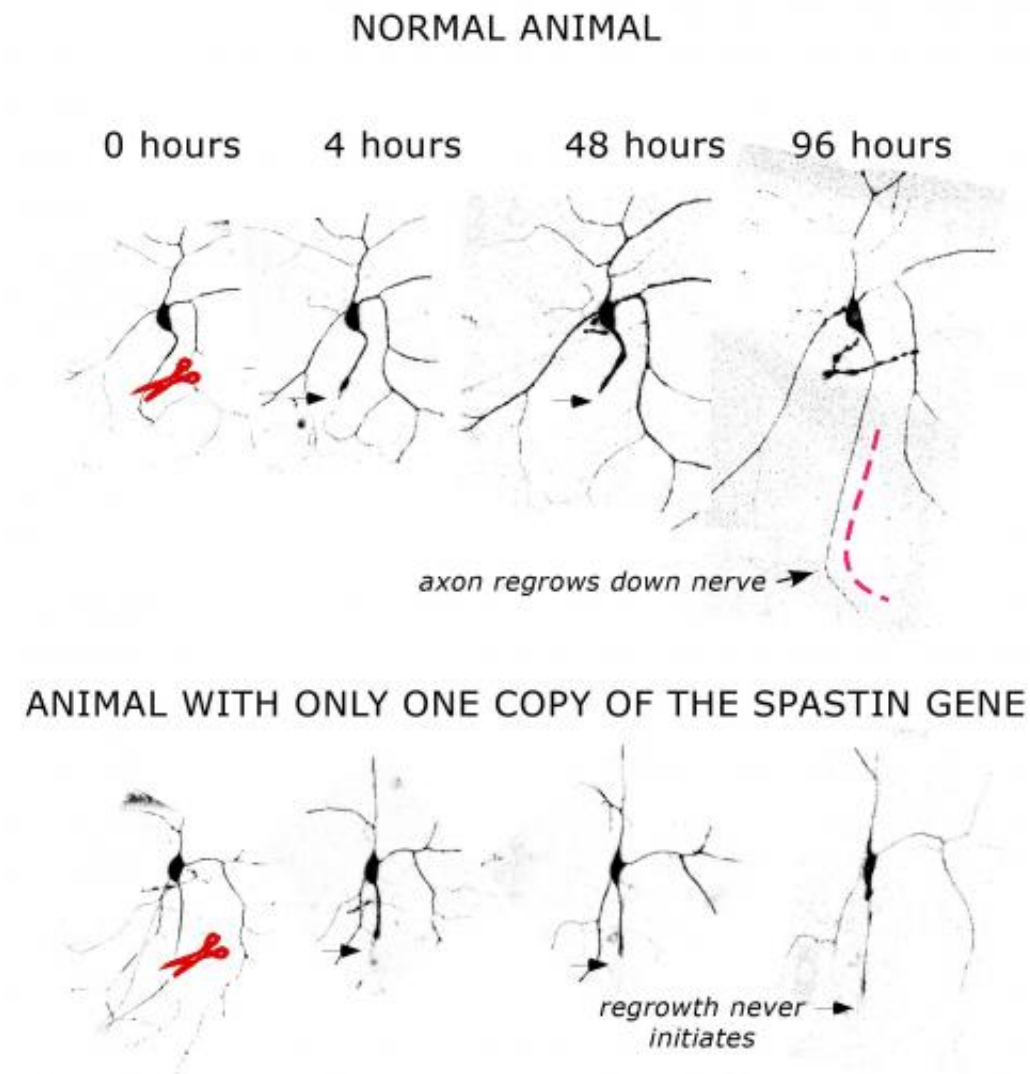 NORMAL ANIMAL
0 hours 4 hours 48 hours 96 hours
axon regrows down nerve
ANIMAL WITH ONLY ONE COPY OF THE SPASTIN GENE
regrowth never
initiates